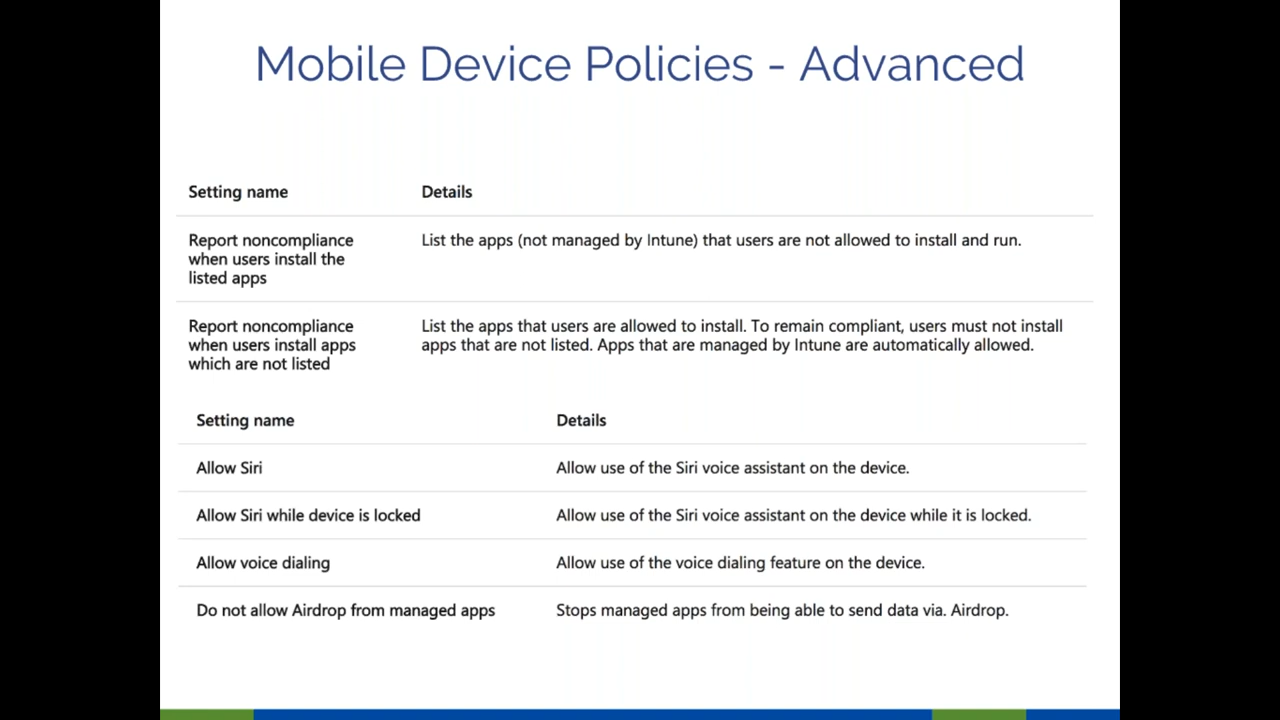 Mobile Device Policies - Advanced
Setting name
Details
Report noncompliance
when users install the
listed apps
List the apps (not managed by Intune) that users are not allowed to install and run.
Report noncompliance
when users install apps
which are not listed
List the apps that users are allowed to install. To remain compliant, users must not install
apps that are not listed. Apps that are managed by Intune are automatically allowed.
Setting name
Details
Allow Siri
Allow use of the Siri voice assistant on the device.
Allow Siri while device is locked
Allow use of the Siri voice assistant on the device while it is locked.
Allow voice dialing
Allow use of the voice dialing feature on the device.
Do not allow Airdrop from managed apps
Stops managed apps from being able to send data via. Airdrop.